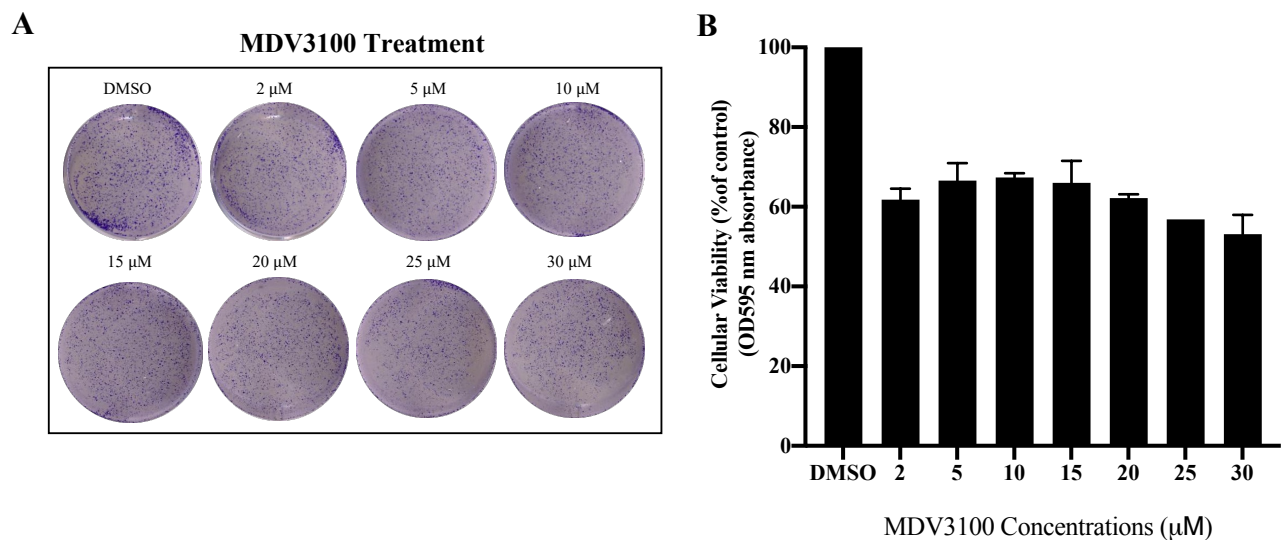 A
MDV3100 Treatment
DMSO 2 μM 5 μM 10 μM
15 μM 20 μM 25 μM 30 μM
B
Cellular Viability (%of control)
(OD595 nm absorbance)
100
80
60
40
20
0
DMSO 2 5 10 15 20 25 30
MDV3100 Concentrations (μM)